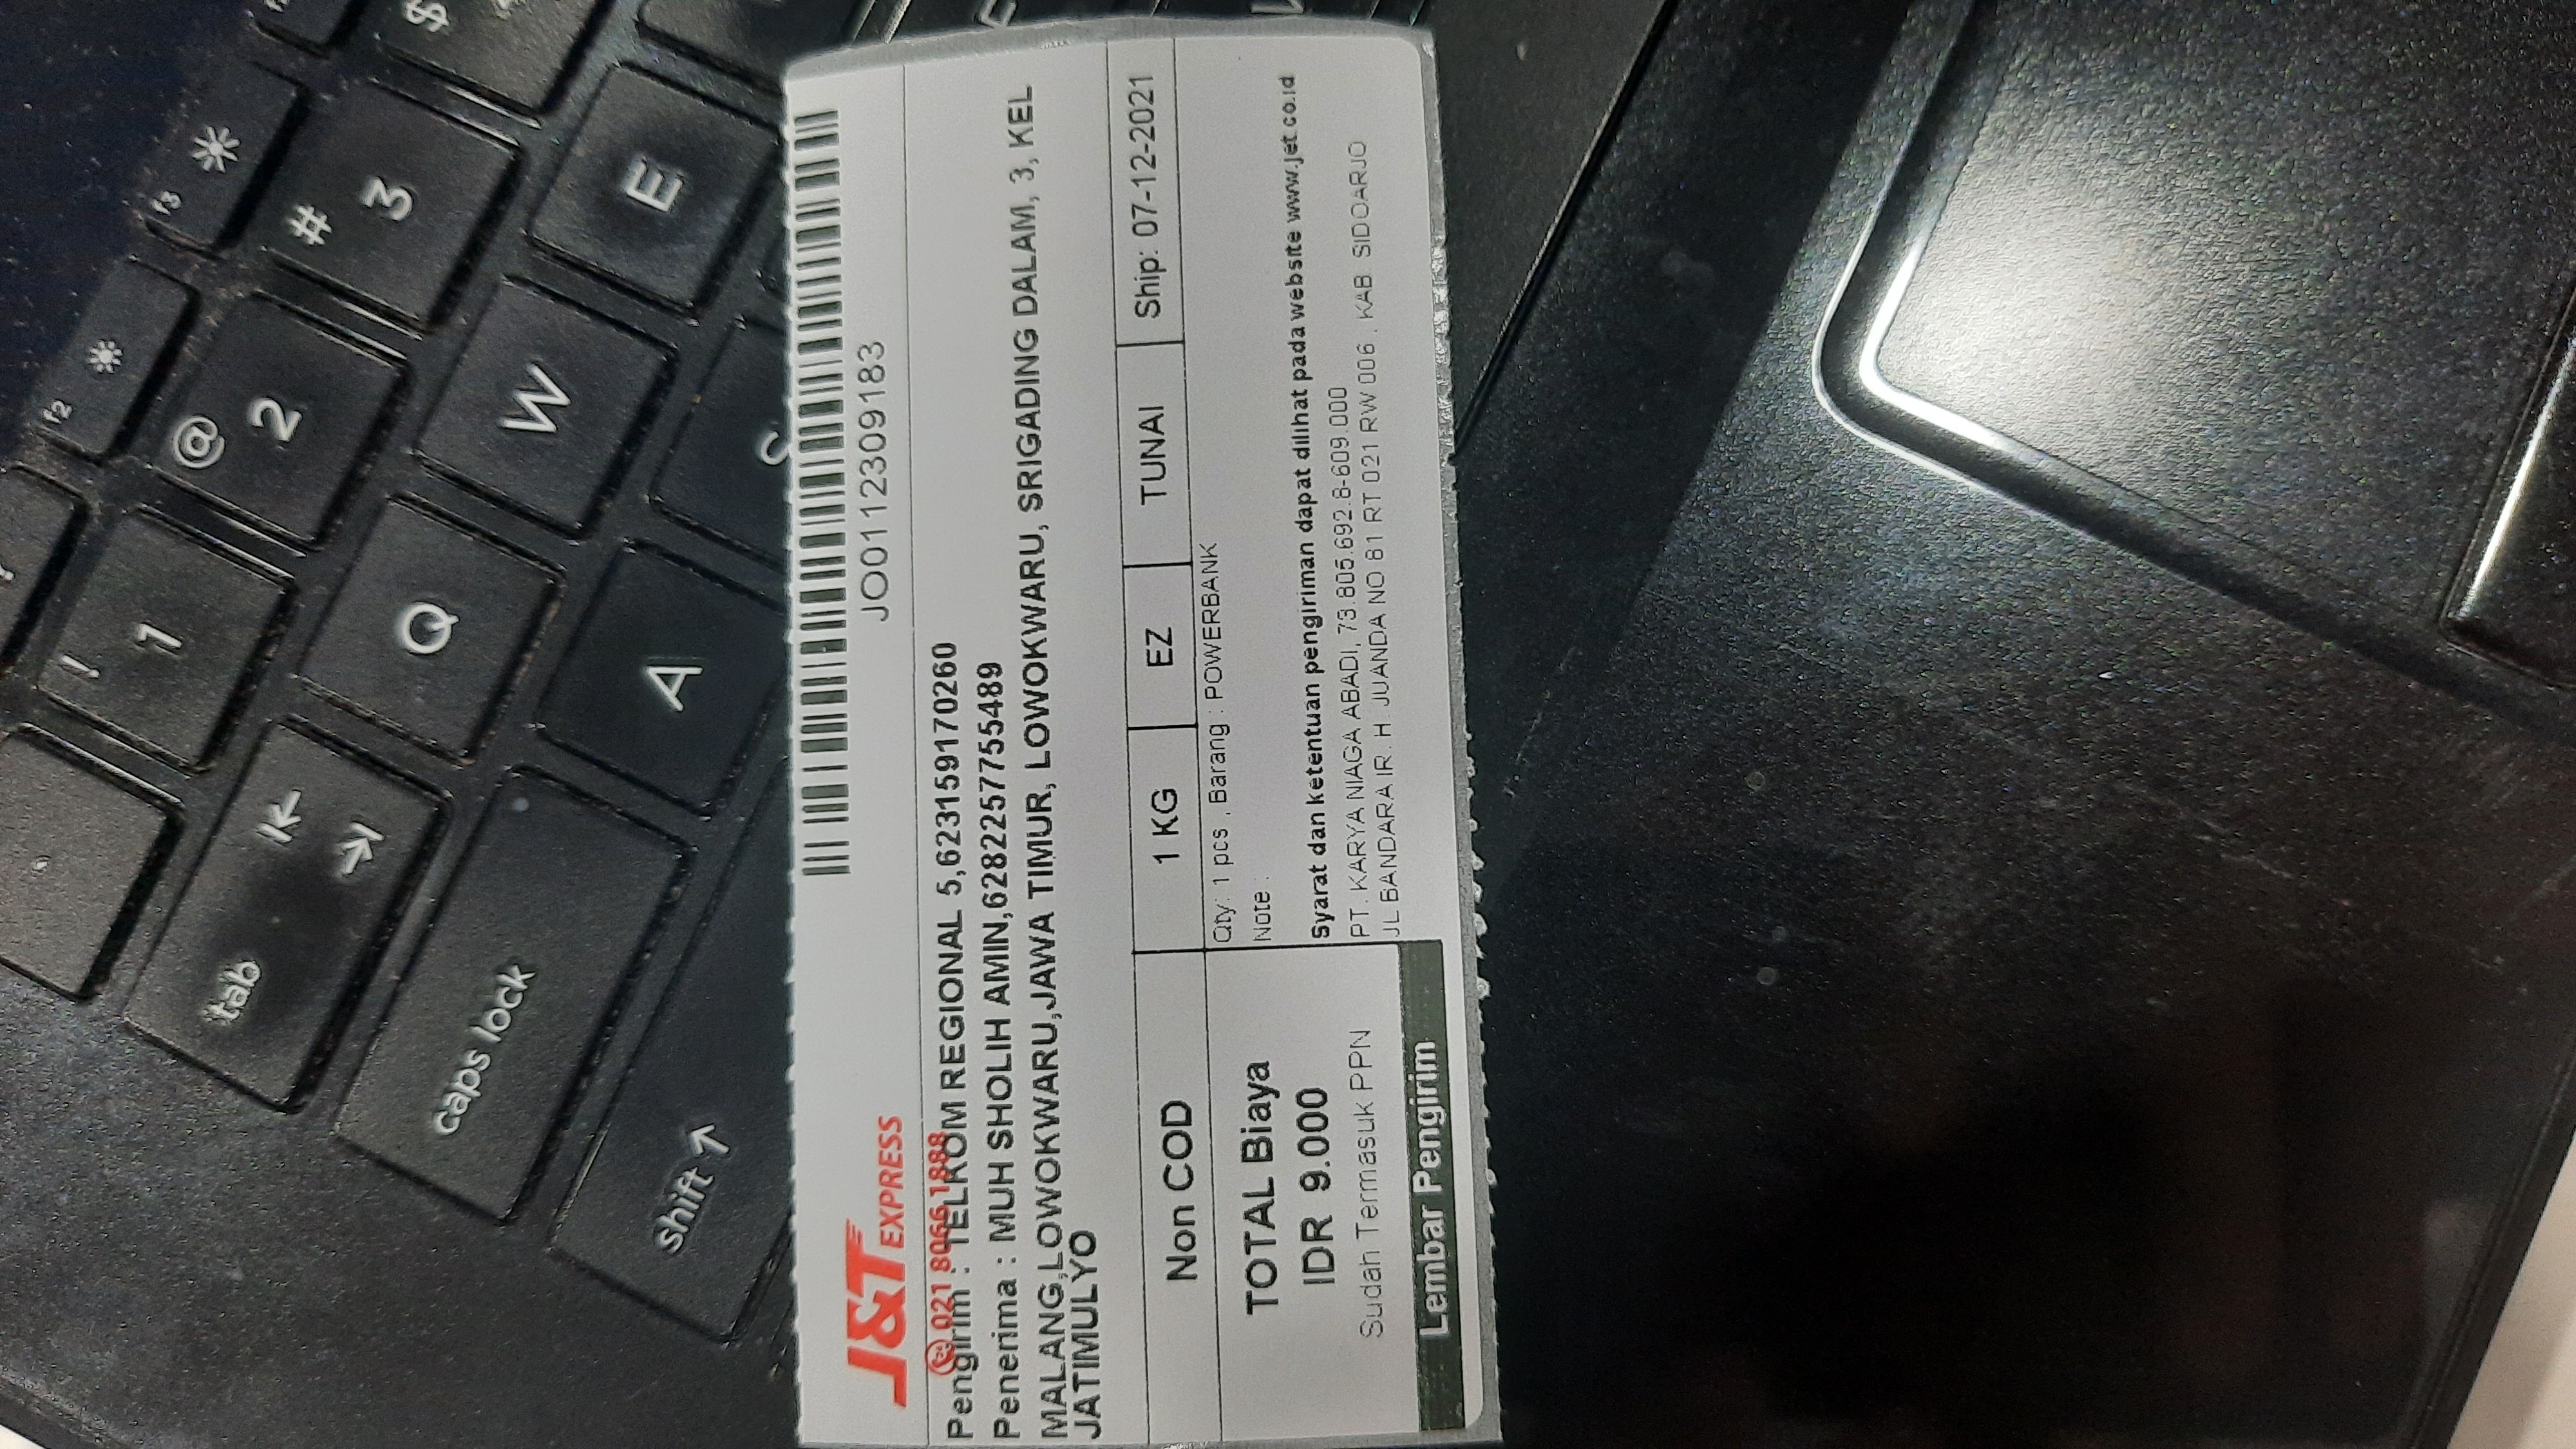 f2
!
1
@
2
f3
#
3
$
tab
Q
W
E
caps lock
A
S
shift
J&T EXPRESS
JO0112309183
021 8066 1888
Pengirim : TELKOM REGIONAL 5,623159170260
Penerima : MUH SHOLIH AMIN,6282257755489
MALANG,LOWOKWARU,JAWA TIMUR, LOWOKWARU, SRIGADING DALAM, 3, KEL
JATIMULYO
Non COD
1 KG
EZ
TUNAI
Ship: 07-12-2021
TOTAL Biaya
IDR 9.000
Sudah Termasuk PPN
Lembar Pengirim
Qty: 1 pcs , Barang : POWERBANK
Note :
Syarat dan ketentuan pengiriman dapat dilihat pada website www.jet.co.id
PT. KARYA NIAGA ABADI, 73.805.692.8-609.000
JL BANDARA IR. H. JUANDA NO 81 RT 021 RW 006 , KAB. SIDOARJO